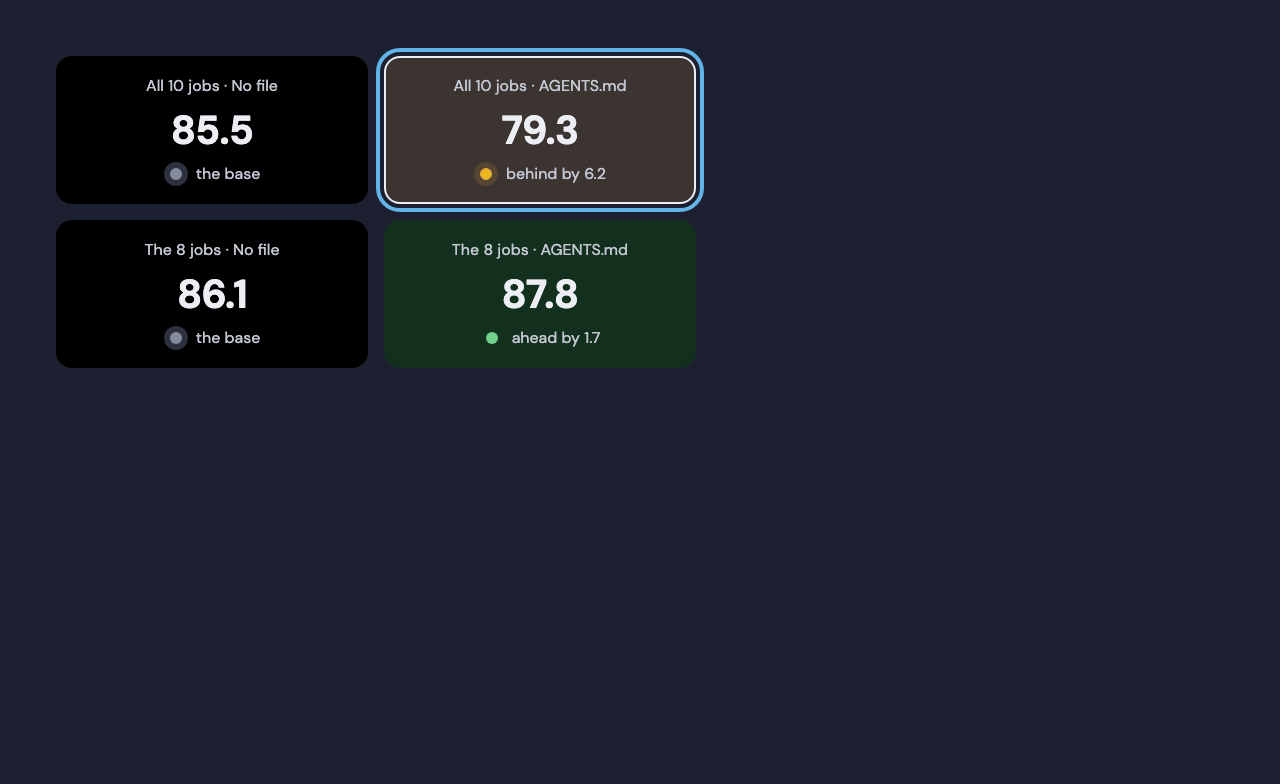 All 10 jobs · No file
85.5
the base
All 10 jobs · AGENTS.md
79.3
behind by 6.2
The 8 jobs · No file
86.1
the base
The 8 jobs · AGENTS.md
87.8
ahead by 1.7